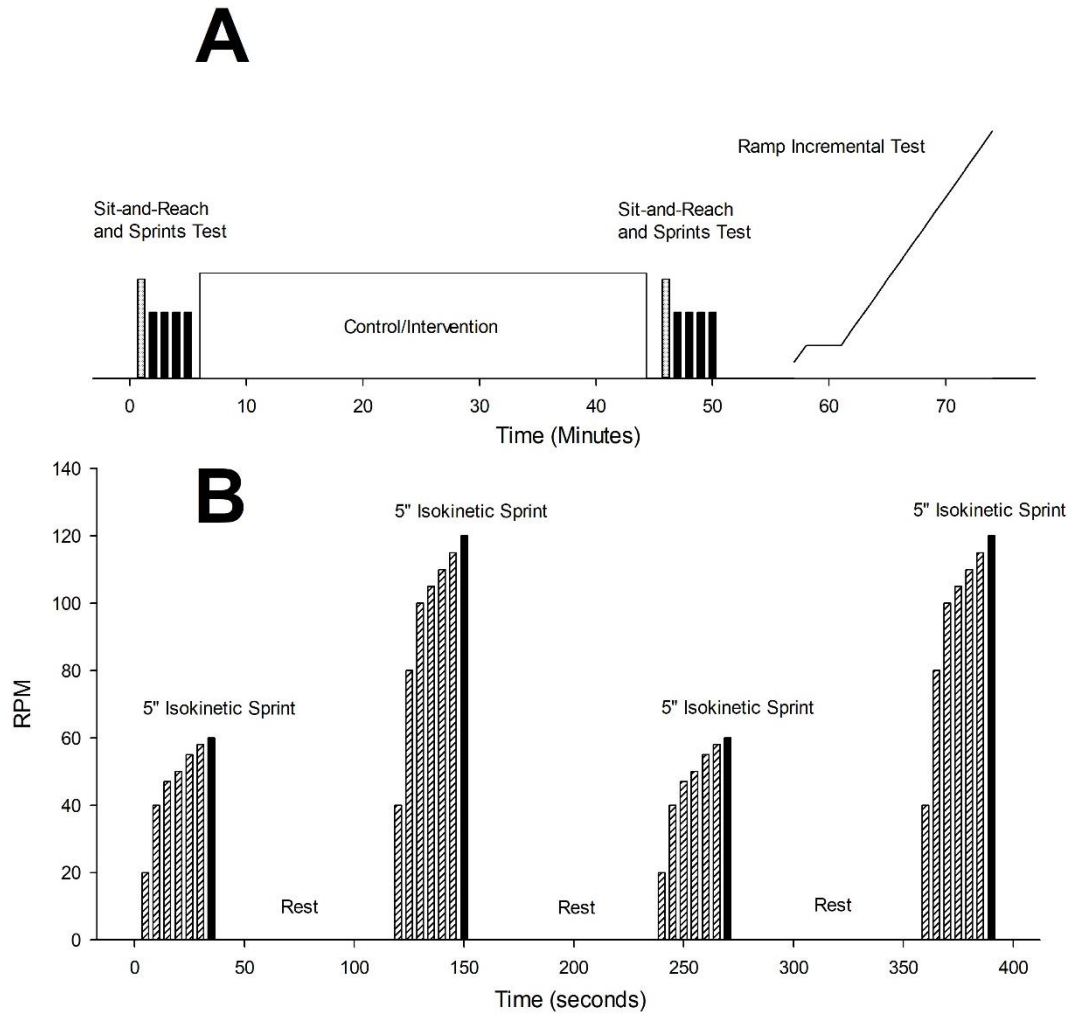 A
Ramp Incremental Test
Sit-and-Reach
and Sprints Test
Sit-and-Reach
and Sprints Test
Control/Intervention
0 10 20 30 40 50 60 70
Time (Minutes)
B
140
120
100
80
60
40
20
0
RPM
5" Isokinetic Sprint
5" Isokinetic Sprint
5" Isokinetic Sprint
5" Isokinetic Sprint
Rest
Rest
Rest
0 50 100 150 200 250 300 350 400
Time (seconds)